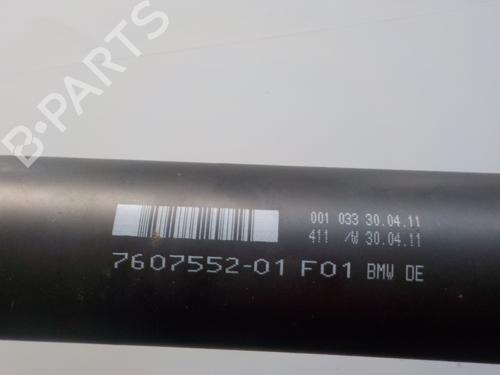 B-PARTS
001 033 30.04.11
411 /W 30.04.11
7607552-01 F01 BMW DE